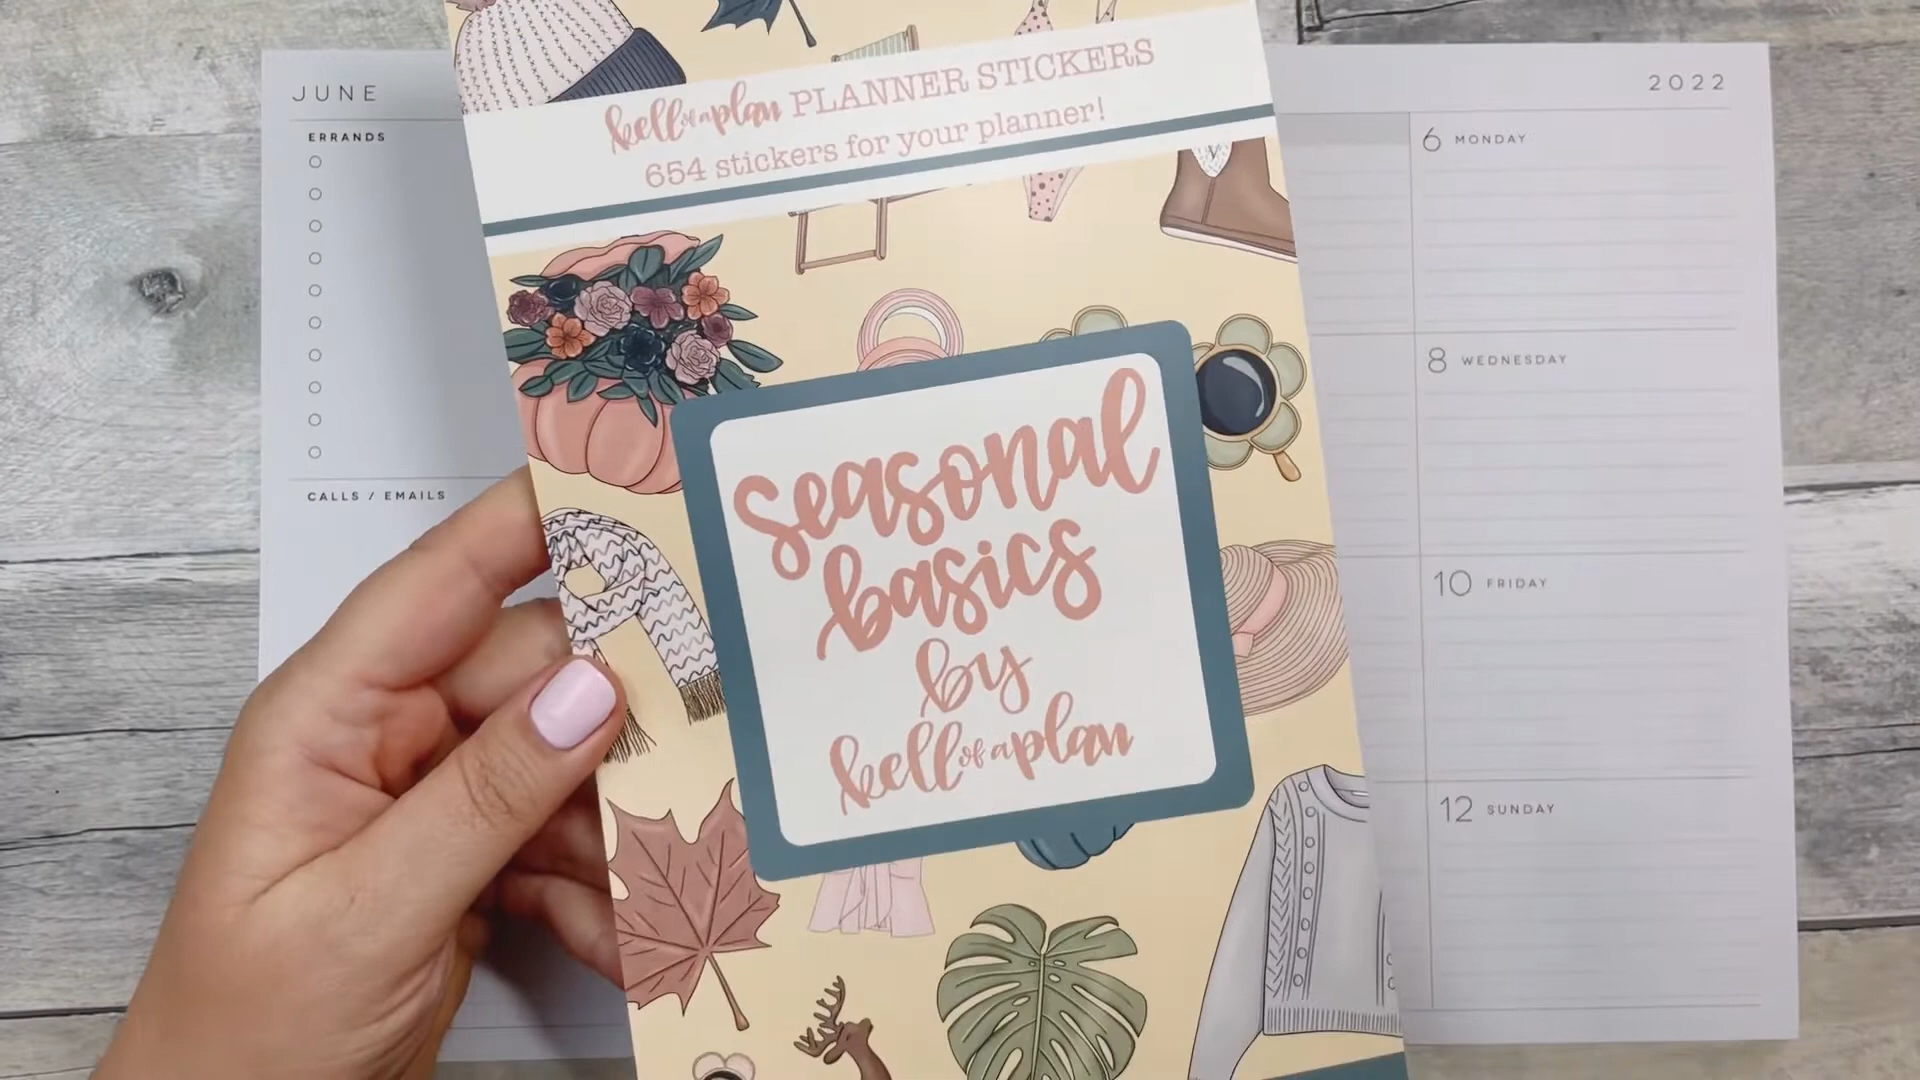 JUNE
ERRANDS
CALLS / EMAILS
kell of a plan PLANNER STICKERS
654 stickers for your planner!
seasonal
basics
by
kell of a plan
2022
6 MONDAY
8 WEDNESDAY
10 FRIDAY
12 SUNDAY